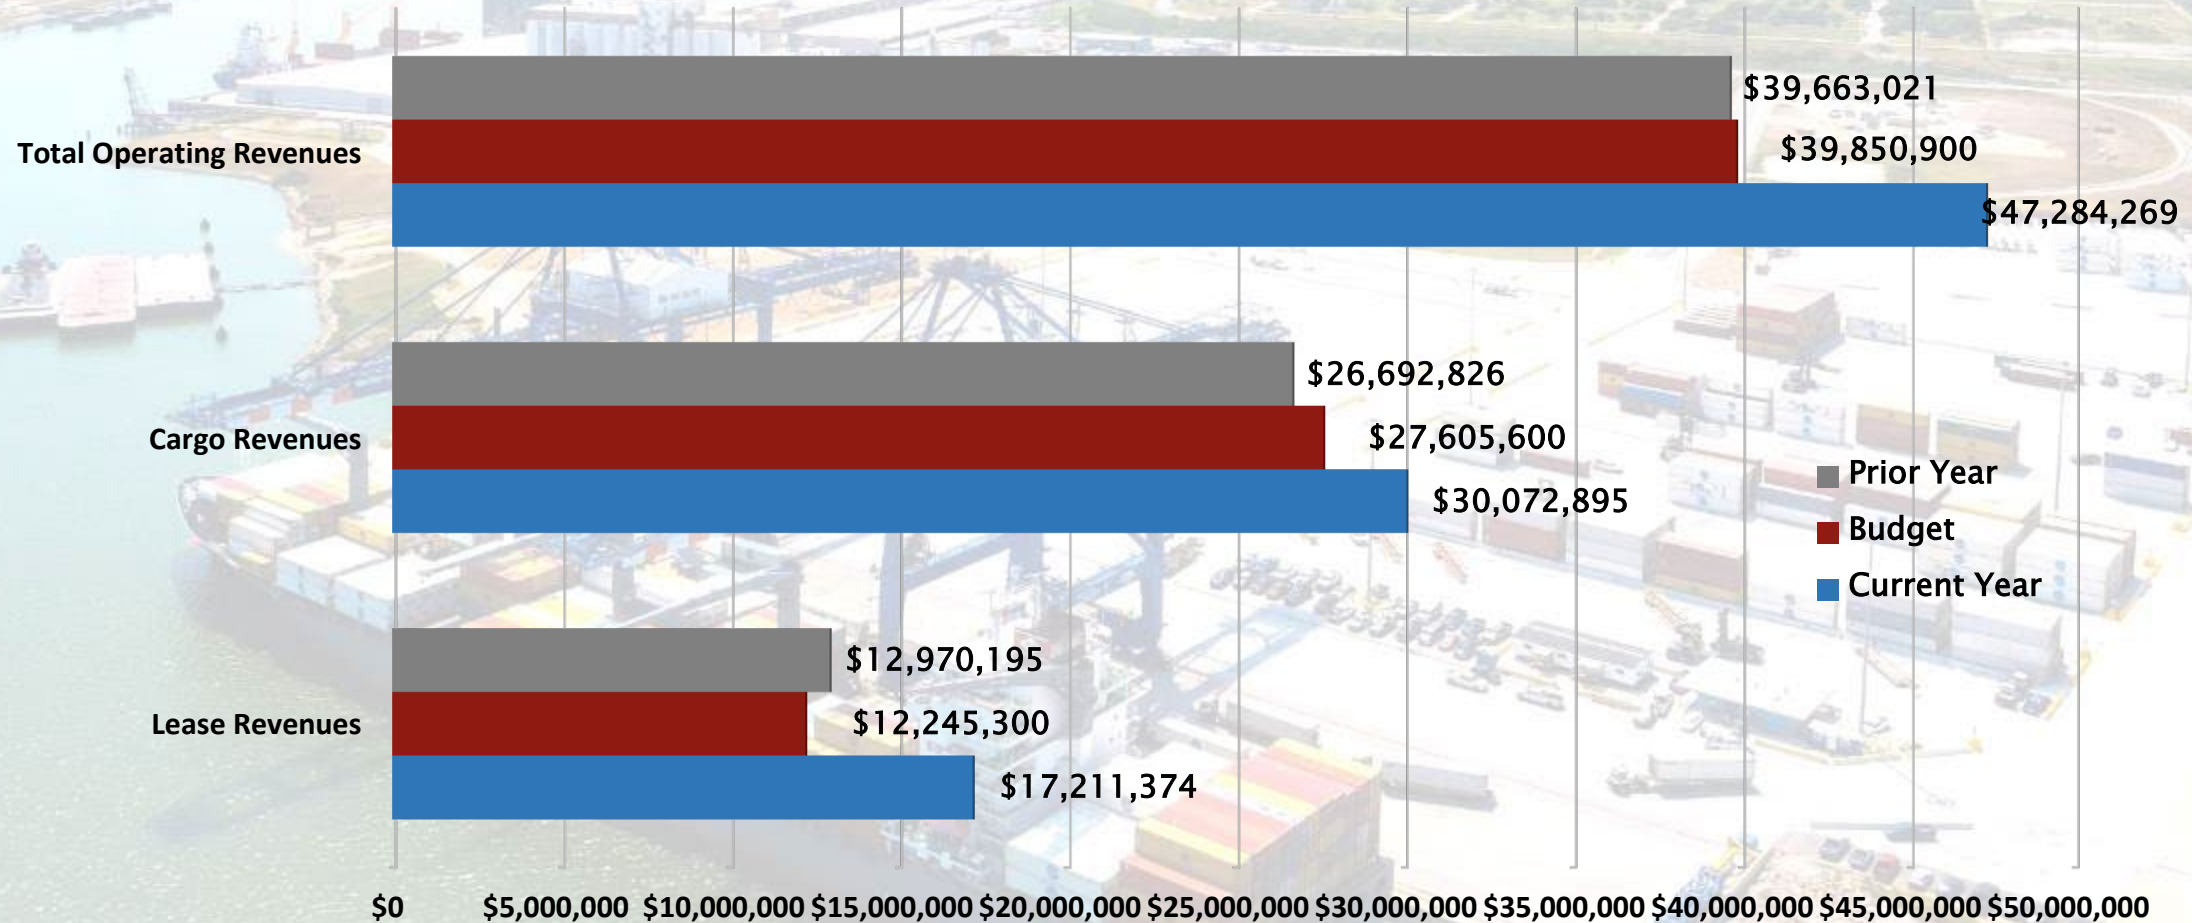 $39,663,021
Total Operating Revenues
$39,850,900
$47,284,269
$26,692,826
Cargo Revenues
$27,605,600
$30,072,895
Prior Year
Budget
Current Year
$12,970,195
Lease Revenues
$12,245,300
$17,211,374
$0 $5,000,000 $10,000,000 $15,000,000 $20,000,000 $25,000,000 $30,000,000 $35,000,000 $40,000,000 $45,000,000 $50,000,000